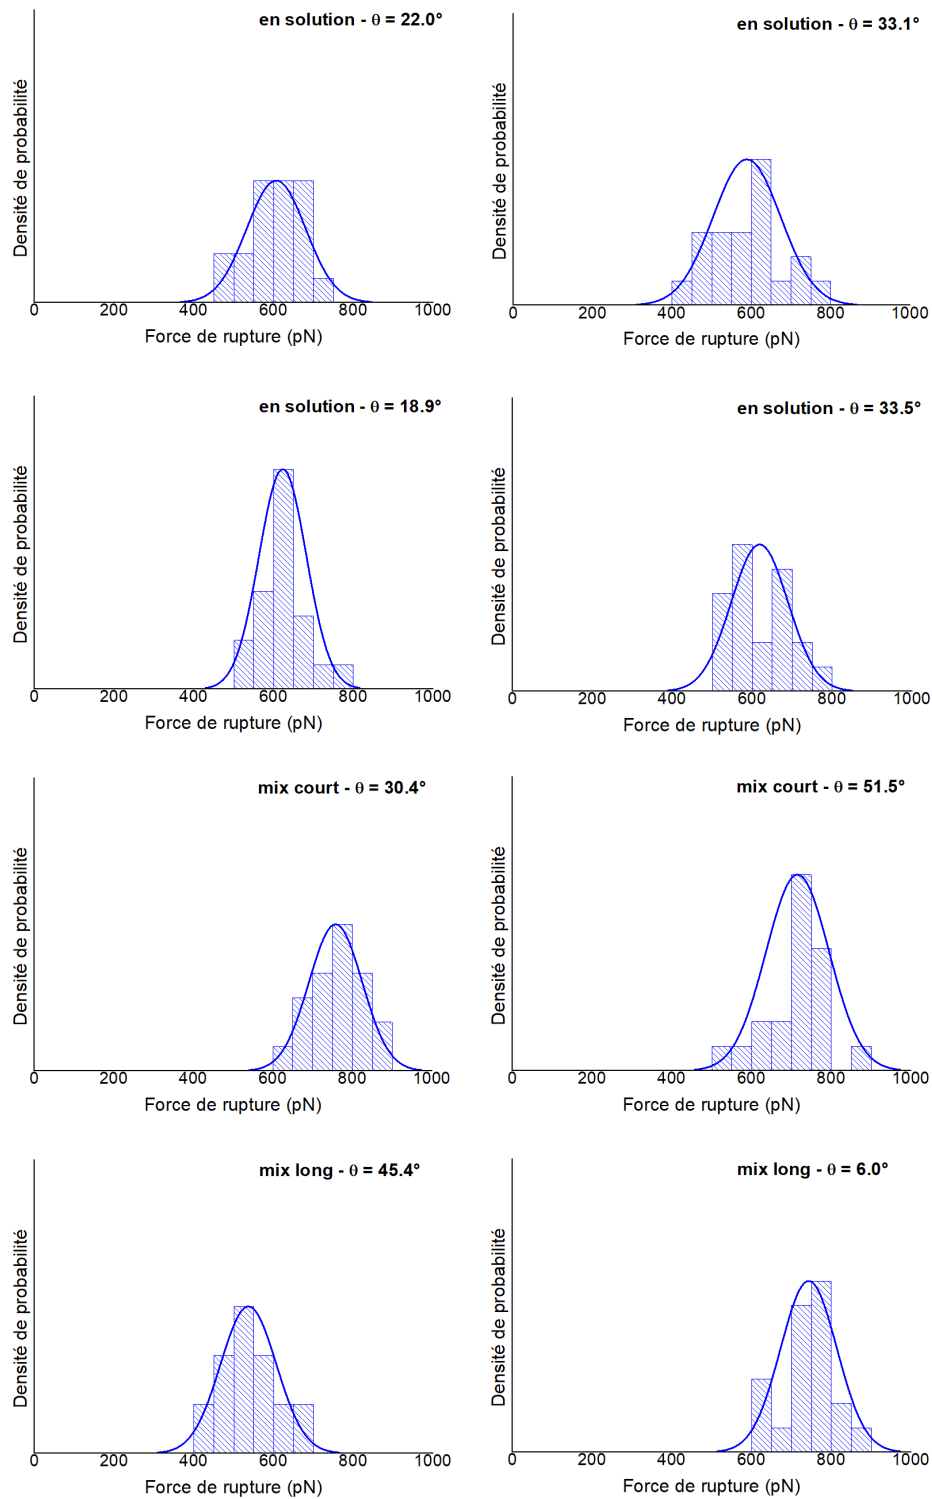 en solution - θ = 22.0°
Densité de probabilité
0 200 400 600 800 1000
Force de rupture (pN)
en solution - θ = 33.1°
Densité de probabilité
0 200 400 600 800 1000
Force de rupture (pN)
en solution - θ = 18.9°
Densité de probabilité
0 200 400 600 800 1000
Force de rupture (pN)
en solution - θ = 33.5°
Densité de probabilité
0 200 400 600 800 1000
Force de rupture (pN)
mix court - θ = 30.4°
Densité de probabilité
0 200 400 600 800 1000
Force de rupture (pN)
mix court - θ = 51.5°
Densité de probabilité
0 200 400 600 800 1000
Force de rupture (pN)
mix long - θ = 45.4°
Densité de probabilité
0 200 400 600 800 1000
Force de rupture (pN)
mix long - θ = 6.0°
Densité de probabilité
0 200 400 600 800 1000
Force de rupture (pN)